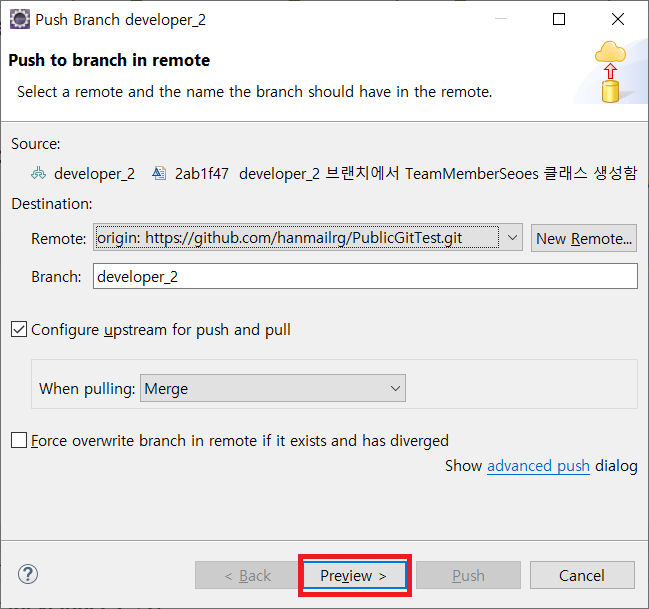 Push Branch developer_2
Push to branch in remote
Select a remote and the name the branch should have in the remote.
Source:
developer_2 2ab1f47 developer_2 브랜치에서 TeamMemberSeoes 클래스 생성함
Destination:
Remote: origin: https://github.com/hanmailrg/PublicGitTest.git New Remote...
Branch: developer_2
Configure upstream for push and pull
When pulling: Merge
Force overwrite branch in remote if it exists and has diverged
Show advanced push dialog
? < Back Preview > Push Cancel